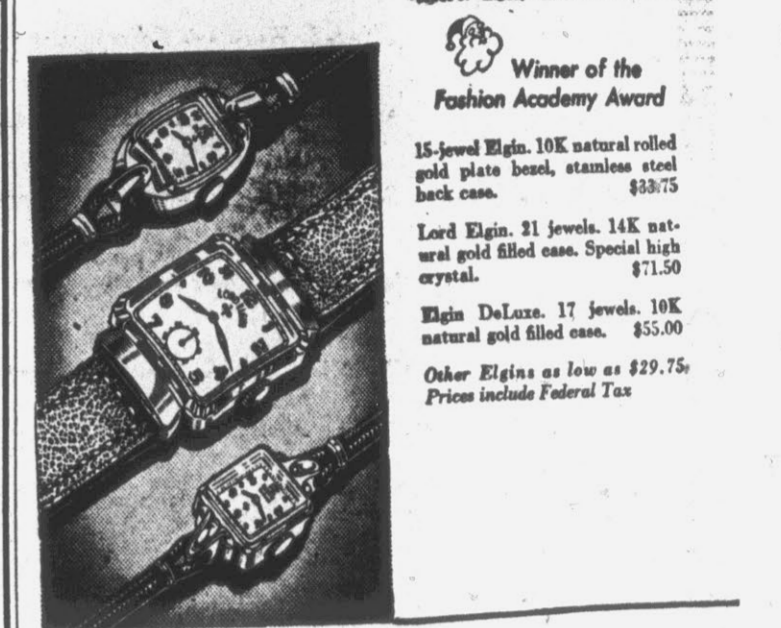 Winner of the
Fashion Academy Award
15-jewel Elgin. 10K natural rolled
gold plate bezel, stainless steel
back case. $33.75
Lord Elgin. 21 jewels. 14K nat-
ural gold filled case. Special high
crystal. $71.50
Elgin DeLuxe. 17 jewels. 10K
natural gold filled case. $55.00
Other Elgins as low as $29.75.
Prices include Federal Tax